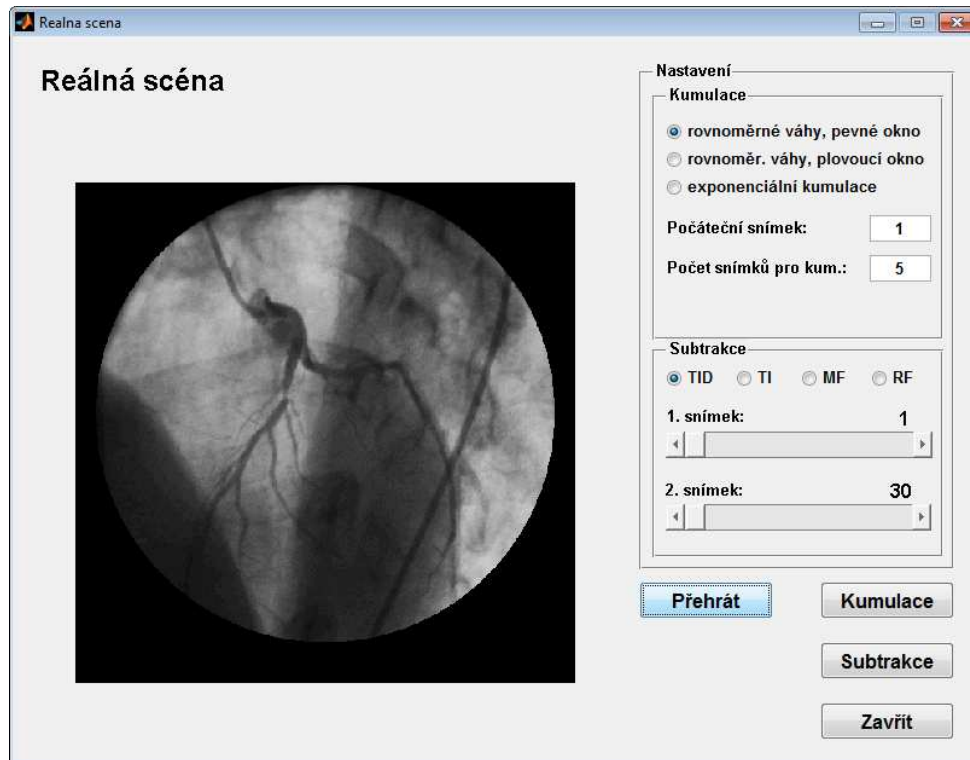 Realna scena
Reálná scéna
Nastavení
Kumulace
rovnoměrné váhy, pevné okno
rovnoměr. váhy, plovoucí okno
exponenciální kumulace
Počáteční snímek: 1
Počet snímků pro kum.: 5
Subtrakce
TID TI MF RF
1. snímek: 1
2. snímek: 30
Přehrát Kumulace
Subtrakce
Zavřít